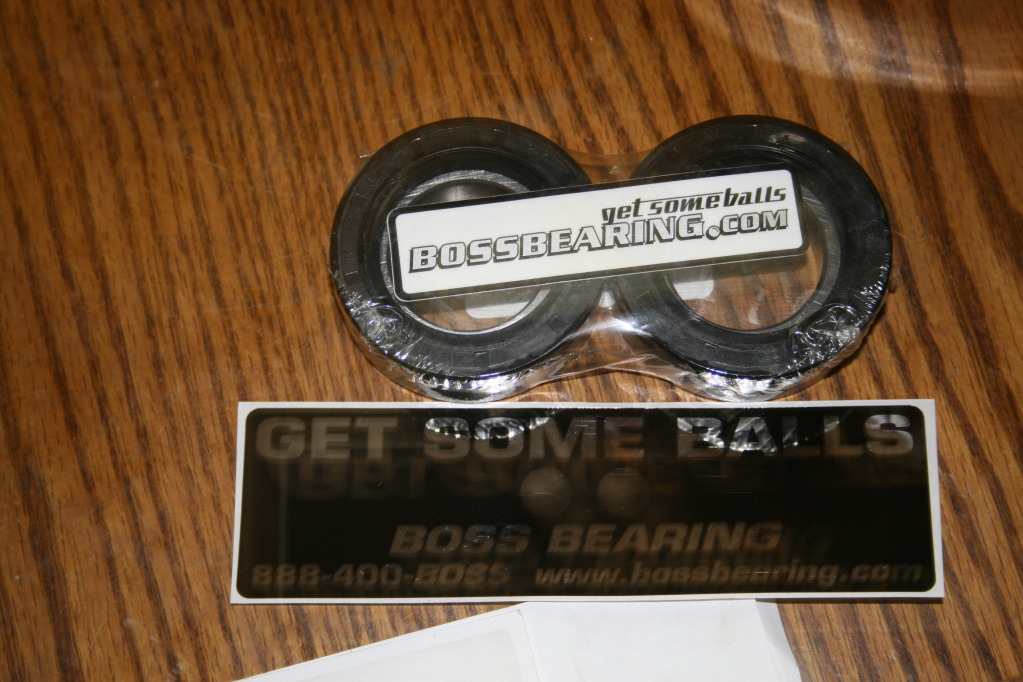 get some balls
BOSSBEARING.COM
GET SOME BALLS
BOSS BEARING
888-400-BOSS www.bossbearing.com